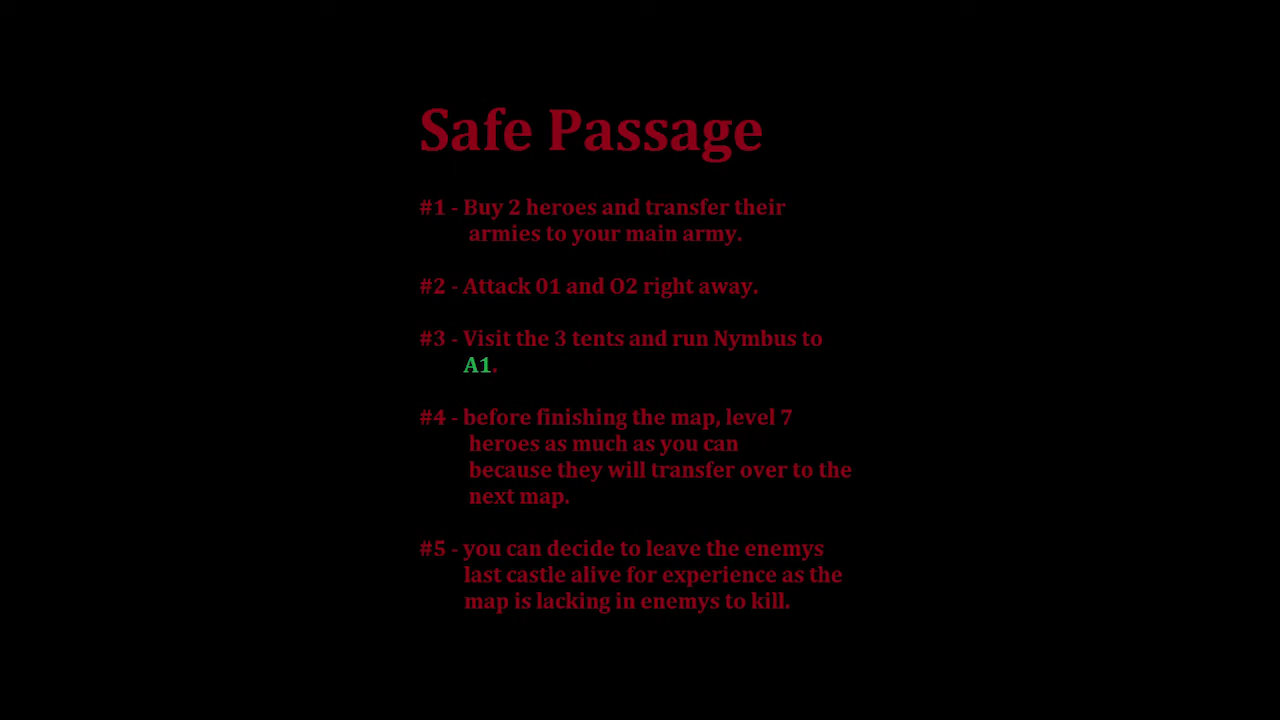 Safe Passage
#1 - Buy 2 heroes and transfer their
armies to your main army.
#2 - Attack 01 and O2 right away.
#3 - Visit the 3 tents and run Nymbus to
A1.
#4 - before finishing the map, level 7
heroes as much as you can
because they will transfer over to the
next map.
#5 - you can decide to leave the enemys
last castle alive for experience as the
map is lacking in enemys to kill.